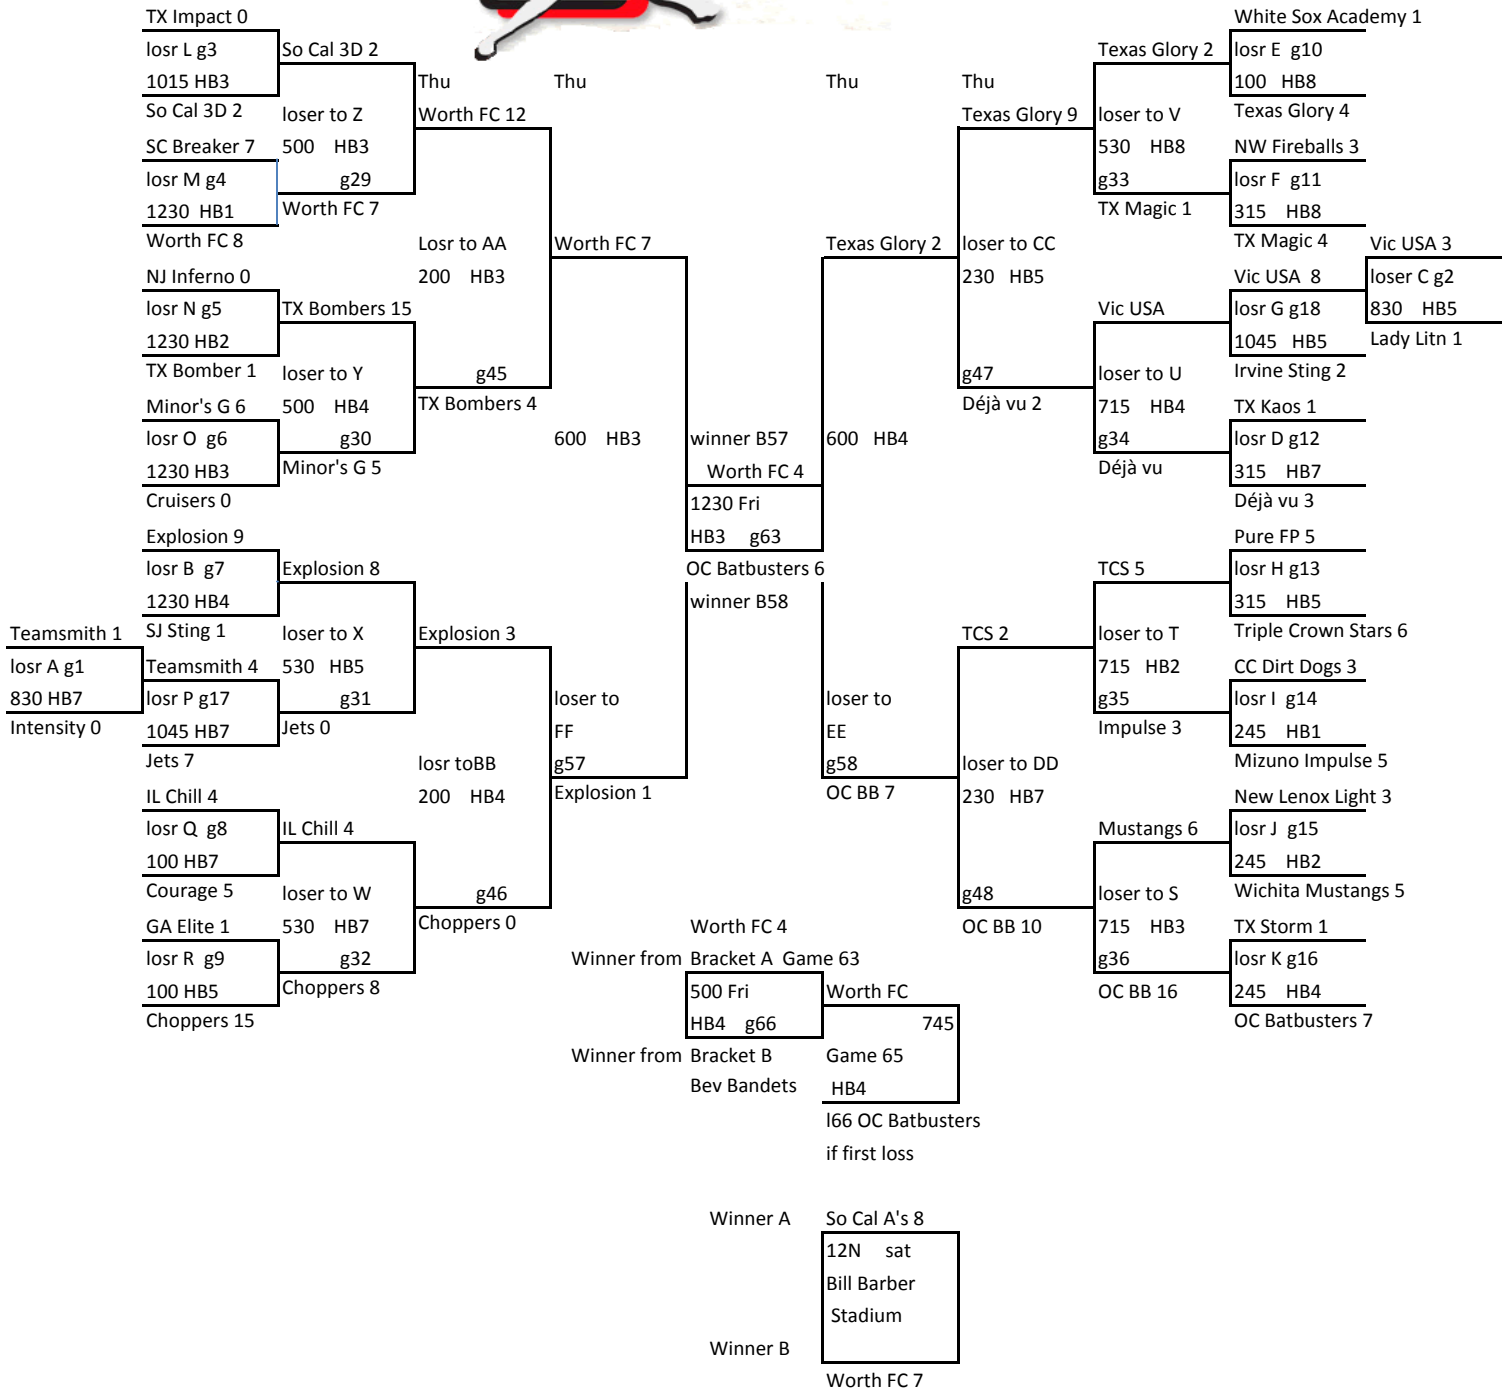 TX Impact 0
White Sox Academy 1
losr L g3
So Cal 3D 2
Texas Glory 2
losr E g10
1015 HB3
Thu
Thu
Thu
Thu
100 HB8
So Cal 3D 2
loser to Z
Worth FC 12
Texas Glory 9
loser to V
Texas Glory 4
SC Breaker 7
500 HB3
530 HB8
NW Fireballs 3
losr M g4
g29
g33
losr F g11
1230 HB1
Worth FC 7
TX Magic 1
315 HB8
Worth FC 8
Losr to AA
Worth FC 7
Texas Glory 2
loser to CC
TX Magic 4
Vic USA 3
NJ Inferno 0
200 HB3
230 HB5
Vic USA 8
loser C g2
losr N g5
TX Bombers 15
Vic USA
losr G g18
830 HB5
1230 HB2
1045 HB5
Lady Litn 1
TX Bomber 1
loser to Y
g45
g47
loser to U
Irvine Sting 2
Minor's G 6
500 HB4
TX Bombers 4
Déjà vu 2
715 HB4
TX Kaos 1
losr O g6
g30
600 HB3
winner B57
600 HB4
g34
losr D g12
1230 HB3
Minor's G 5
Worth FC 4
Déjà vu
315 HB7
Cruisers 0
1230 Fri
Déjà vu 3
Explosion 9
HB3 g63
Pure FP 5
losr B g7
Explosion 8
OC Batbusters 6
TCS 5
losr H g13
1230 HB4
winner B58
315 HB5
Teamsmith 1
SJ Sting 1
loser to X
Explosion 3
TCS 2
loser to T
Triple Crown Stars 6
losr A g1
Teamsmith 4
530 HB5
715 HB2
CC Dirt Dogs 3
830 HB7
losr P g17
g31
loser to
loser to
g35
losr I g14
Intensity 0
1045 HB7
Jets 0
FF
EE
Impulse 3
245 HB1
Jets 7
losr toBB
g57
g58
loser to DD
Mizuno Impulse 5
IL Chill 4
200 HB4
Explosion 1
OC BB 7
230 HB7
New Lenox Light 3
losr Q g8
IL Chill 4
Mustangs 6
losr J g15
100 HB7
245 HB2
Courage 5
loser to W
g46
g48
loser to S
Wichita Mustangs 5
GA Elite 1
530 HB7
Choppers 0
Worth FC 4
OC BB 10
715 HB3
TX Storm 1
losr R g9
g32
Winner from Bracket A Game 63
g36
losr K g16
100 HB5
Choppers 8
500 Fri
Worth FC
OC BB 16
245 HB4
Choppers 15
HB4 g66
745
OC Batbusters 7
Winner from Bracket B
Game 65
Bev Bandets
HB4
l66 OC Batbusters
if first loss
Winner A
So Cal A's 8
12N sat
Bill Barber
Stadium
Winner B
Worth FC 7